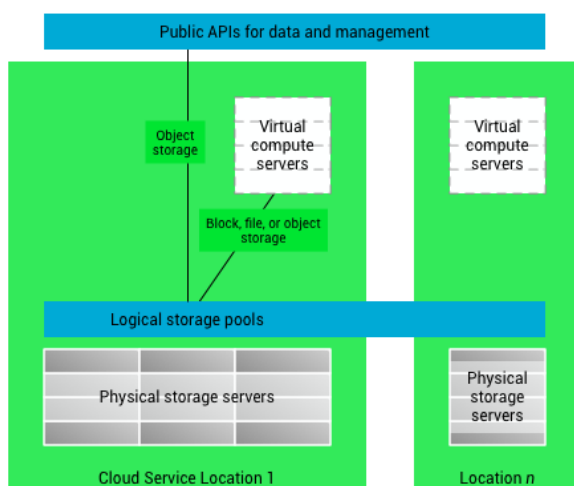 Public APIs for data and management
Object
storage
Virtual
compute
servers
Virtual
compute
servers
Block, file, or object
storage
Logical storage pools
Physical storage servers
Physical
storage
servers
Cloud Service Location 1
Location n